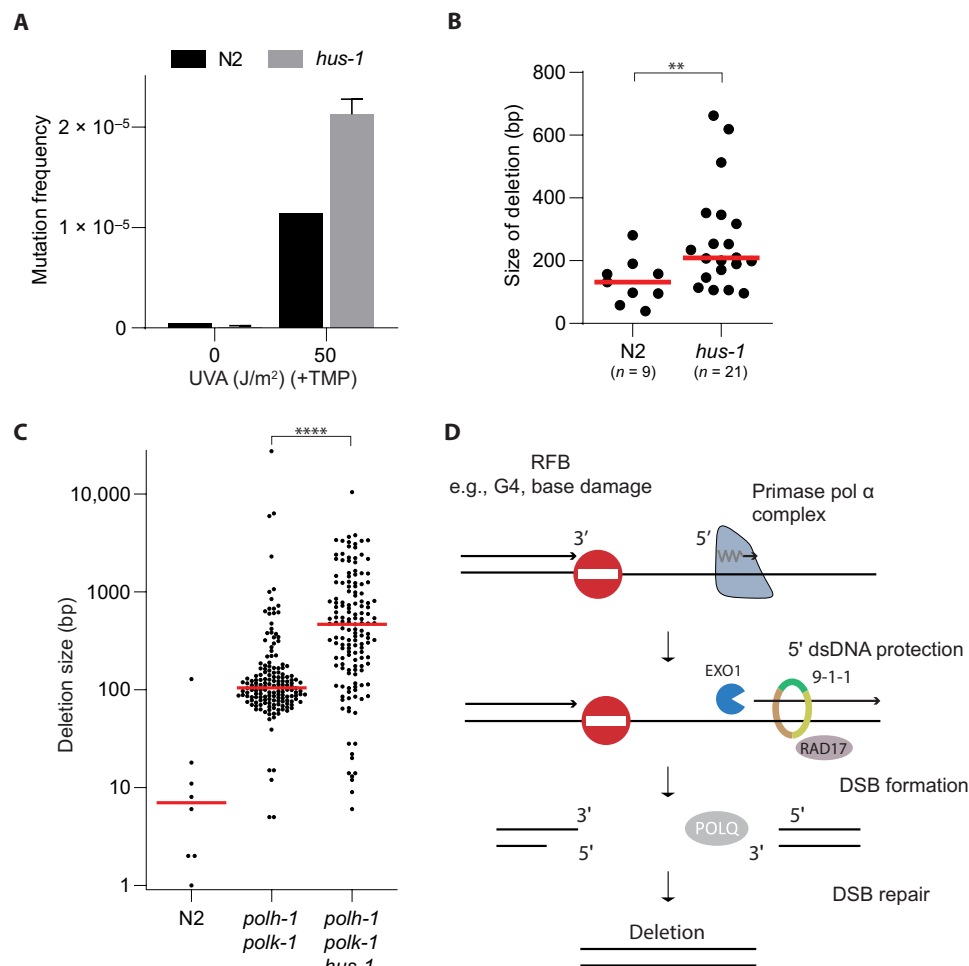 A
N2
hus-1
Mutation frequency
2 × 10⁻⁵
1 × 10⁻⁵
0
0
50
UVA (J/m²) (+TMP)
B
**
Size of deletion (bp)
800
600
400
200
0
N2
hus-1
(n = 9)
(n = 21)
C
****
Deletion size (bp)
10,000
1000
100
10
1
N2
polh-1
polk-1
polh-1
polk-1
hus-1
D
RFB
e.g., G4, base damage
Primase pol α
complex
3′
5′
5′ dsDNA protection
EXO1
9-1-1
RAD17
DSB formation
3'
5'
POLQ
5'
3'
DSB repair
Deletion